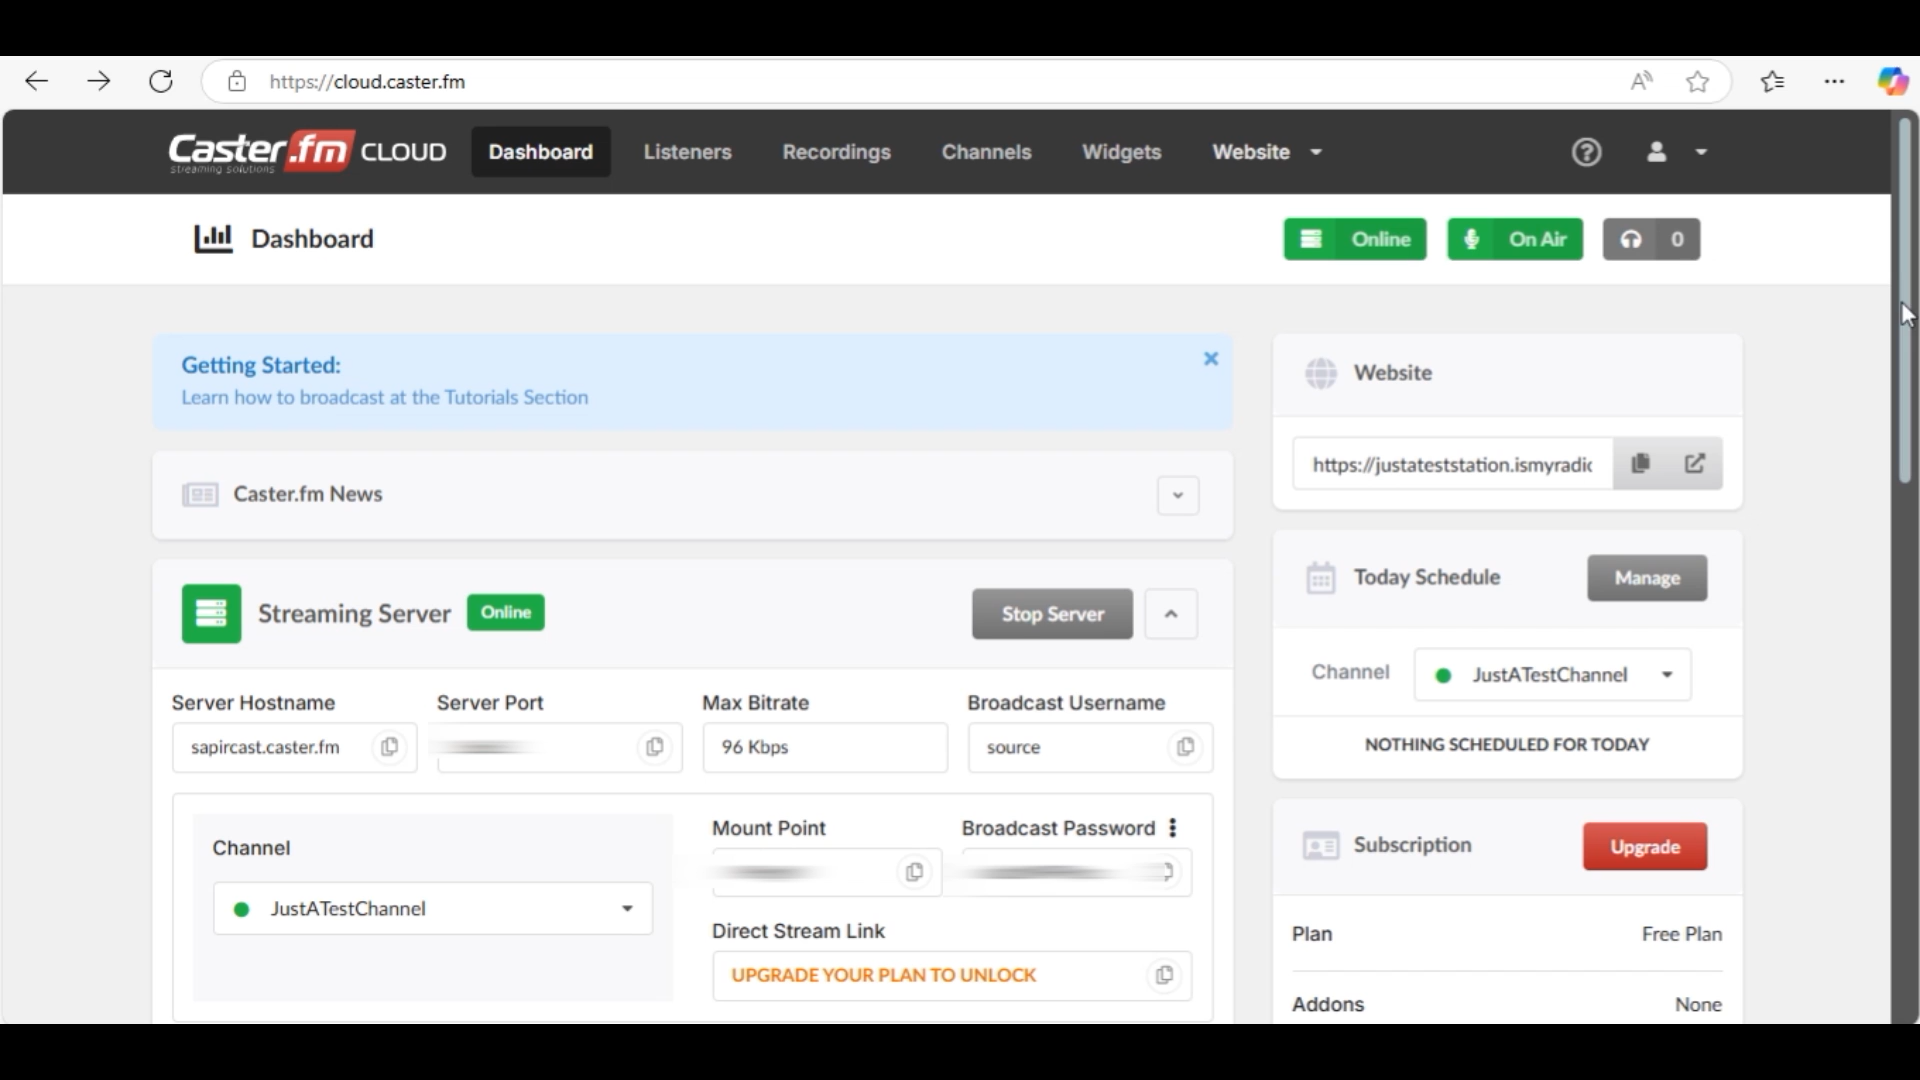 https://cloud.caster.fm
Caster.fm CLOUD
streaming solutions
Dashboard
Listeners
Recordings
Channels
Widgets
Website
Dashboard
Online
On Air
0
Getting Started:
Learn how to broadcast at the Tutorials Section
Caster.fm News
Streaming Server
Online
Stop Server
Server Hostname
Server Port
Max Bitrate
Broadcast Username
sapircast.caster.fm
96 Kbps
source
Channel
JustATestChannel
Mount Point
Broadcast Password
Direct Stream Link
UPGRADE YOUR PLAN TO UNLOCK
Website
https://justateststation.ismyradic
Today Schedule
Manage
Channel
JustATestChannel
NOTHING SCHEDULED FOR TODAY
Subscription
Upgrade
Plan
Free Plan
Addons
None